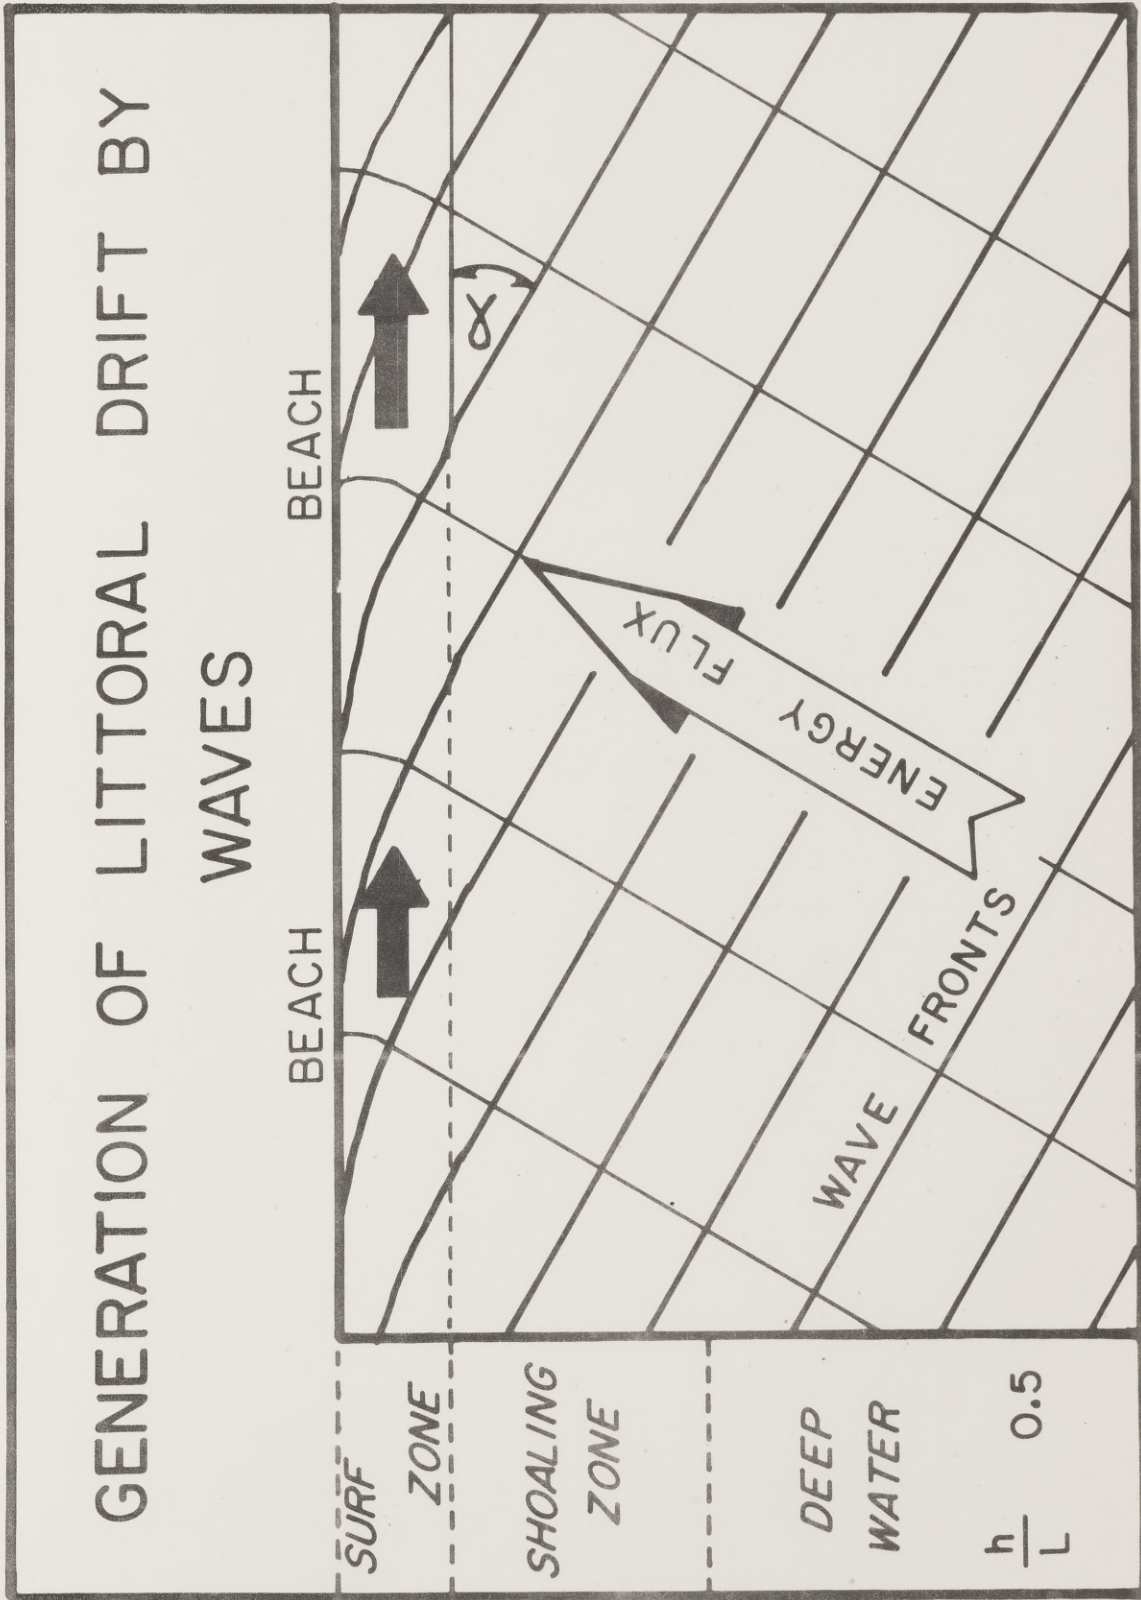 GENERATION OF LITTORAL DRIFT BY
WAVES
BEACH BEACH
SURF
ZONE
α
SHOALING
ZONE
ENERGY FLUX
DEEP
WATER
WAVE FRONTS
h/L 0.5